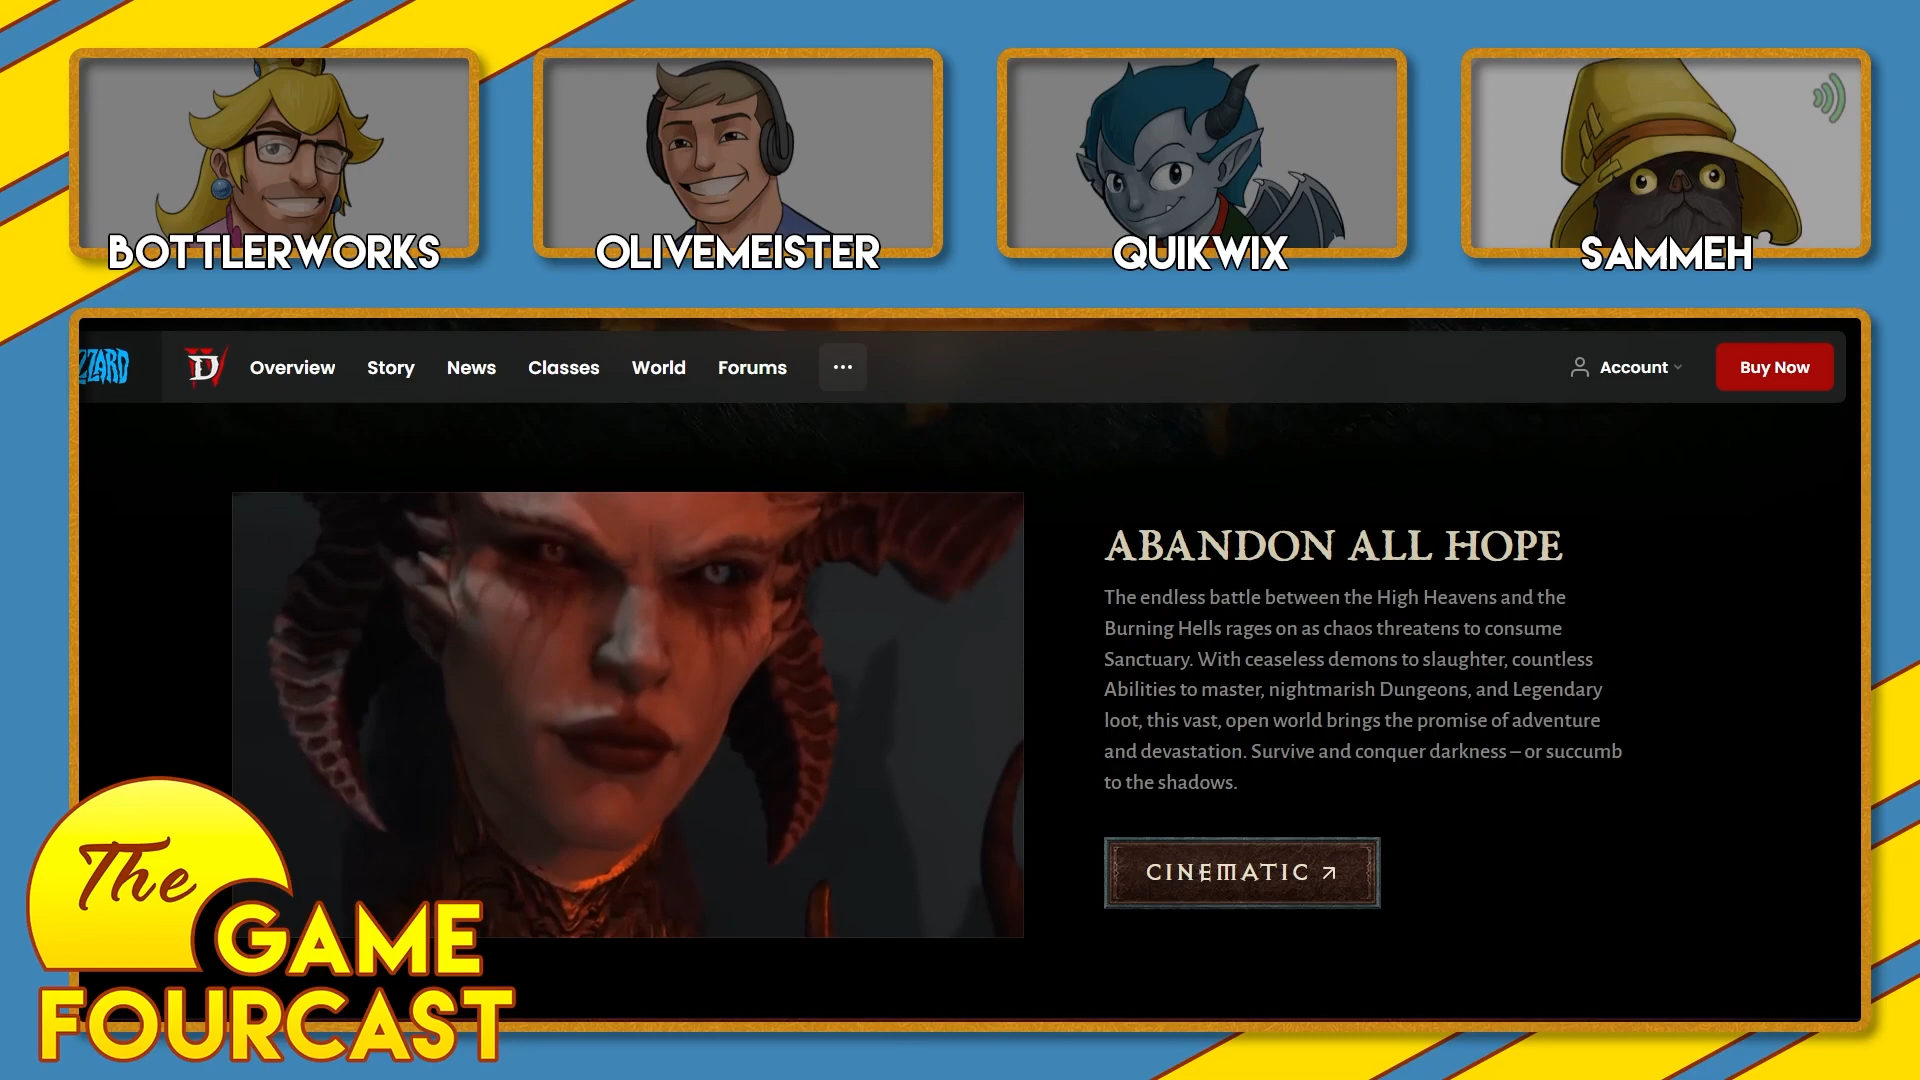 BOTTLERWORKS
OLIVEMEISTER
QUIKWIX
SAMMEH
ZZARD
D
Overview
Story
News
Classes
World
Forums
...
Account
Buy Now
ABANDON ALL HOPE
The endless battle between the High Heavens and the
Burning Hells rages on as chaos threatens to consume
Sanctuary. With ceaseless demons to slaughter, countless
Abilities to master, nightmarish Dungeons, and Legendary
loot, this vast, open world brings the promise of adventure
and devastation. Survive and conquer darkness – or succumb
to the shadows.
CINEMATIC
The
GAME
FOURCAST